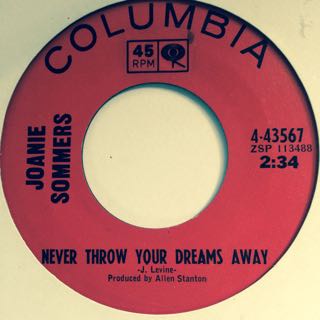 COLUMBIA
45
RPM
JOANIE
SOMMERS
4-43567
ZSP 113488
2:34
NEVER THROW YOUR DREAMS AWAY
-J. Levine-
Produced by Allen Stanton